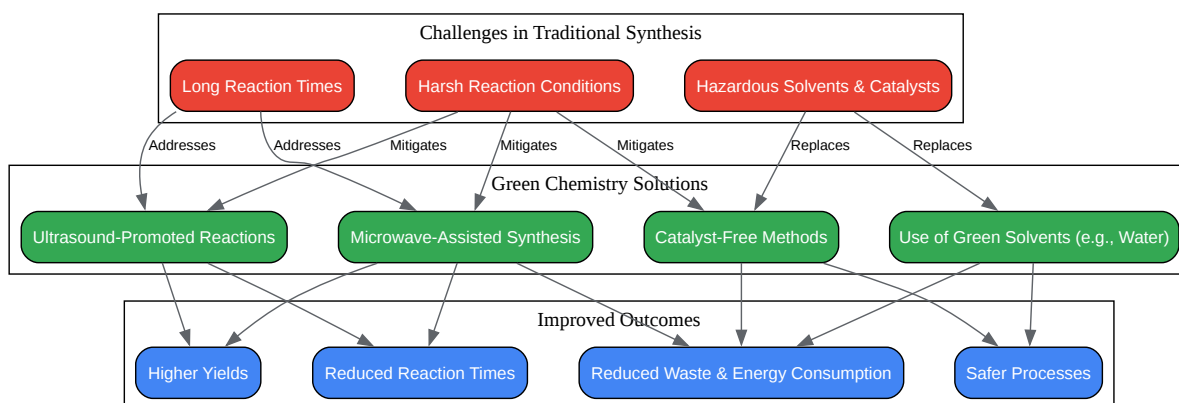 Challenges in Traditional Synthesis
Long Reaction Times
Harsh Reaction Conditions
Hazardous Solvents & Catalysts
Addresses
Addresses
Mitigates
Mitigates
Mitigates
Replaces
Replaces
Green Chemistry Solutions
Ultrasound-Promoted Reactions
Microwave-Assisted Synthesis
Catalyst-Free Methods
Use of Green Solvents (e.g., Water)
Improved Outcomes
Higher Yields
Reduced Reaction Times
Reduced Waste & Energy Consumption
Safer Processes